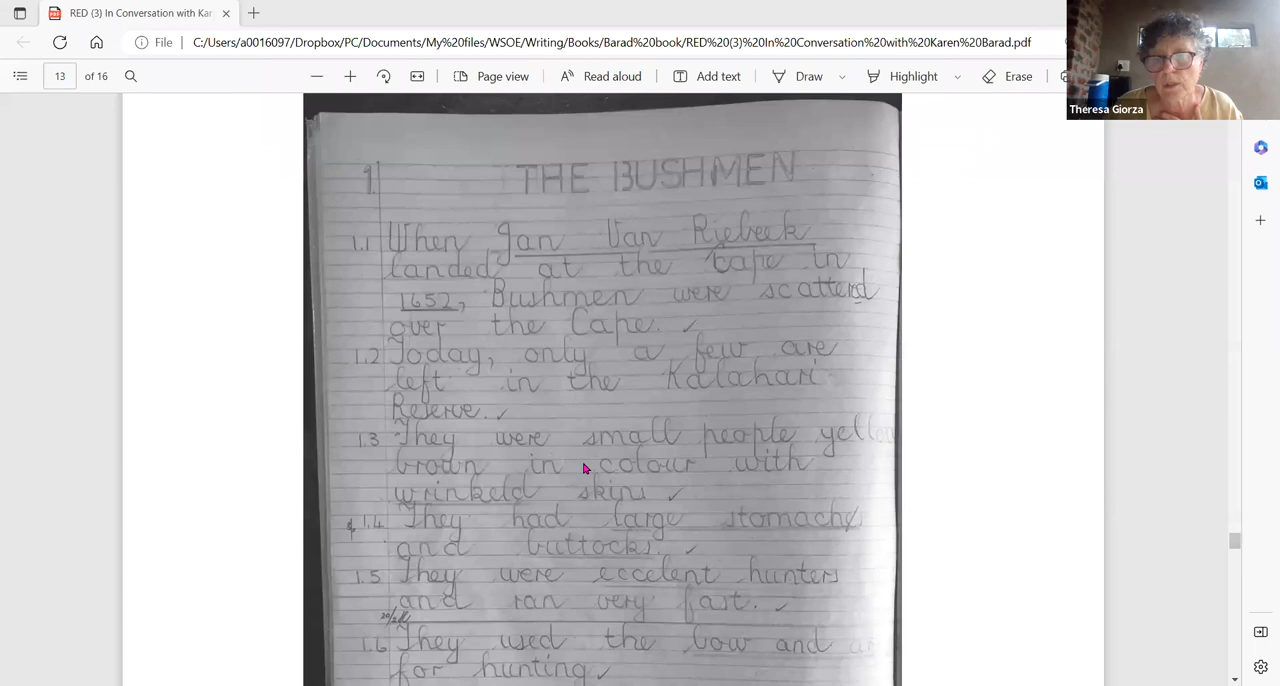 RED (3) In Conversation with Kar
File
C:/Users/a0016097/Dropbox/PC/Documents/My%20files/WSOE/Writing/Books/Barad%20book/RED%20(3)%20In%20Conversation%20with%20Karen%20Barad.pdf
13 of 16
Page view
Read aloud
Add text
Draw
Highlight
Erase
Theresa Giorza
1. THE BUSHMEN
1.1 When Jan Van Riebeek
landed at the Cape in
1652, Bushmen were scatterd
over the Cape.
1.2 Today, only a few are
left in the Kalahari
Reserve.
1.3 They were small people yellow
brown in colour with
wrinkeld skins
1.4 They had large stomachs
and buttocks.
1.5 They were eccelent hunters
and ran very fast.
1.6 They used the bow and
for hunting